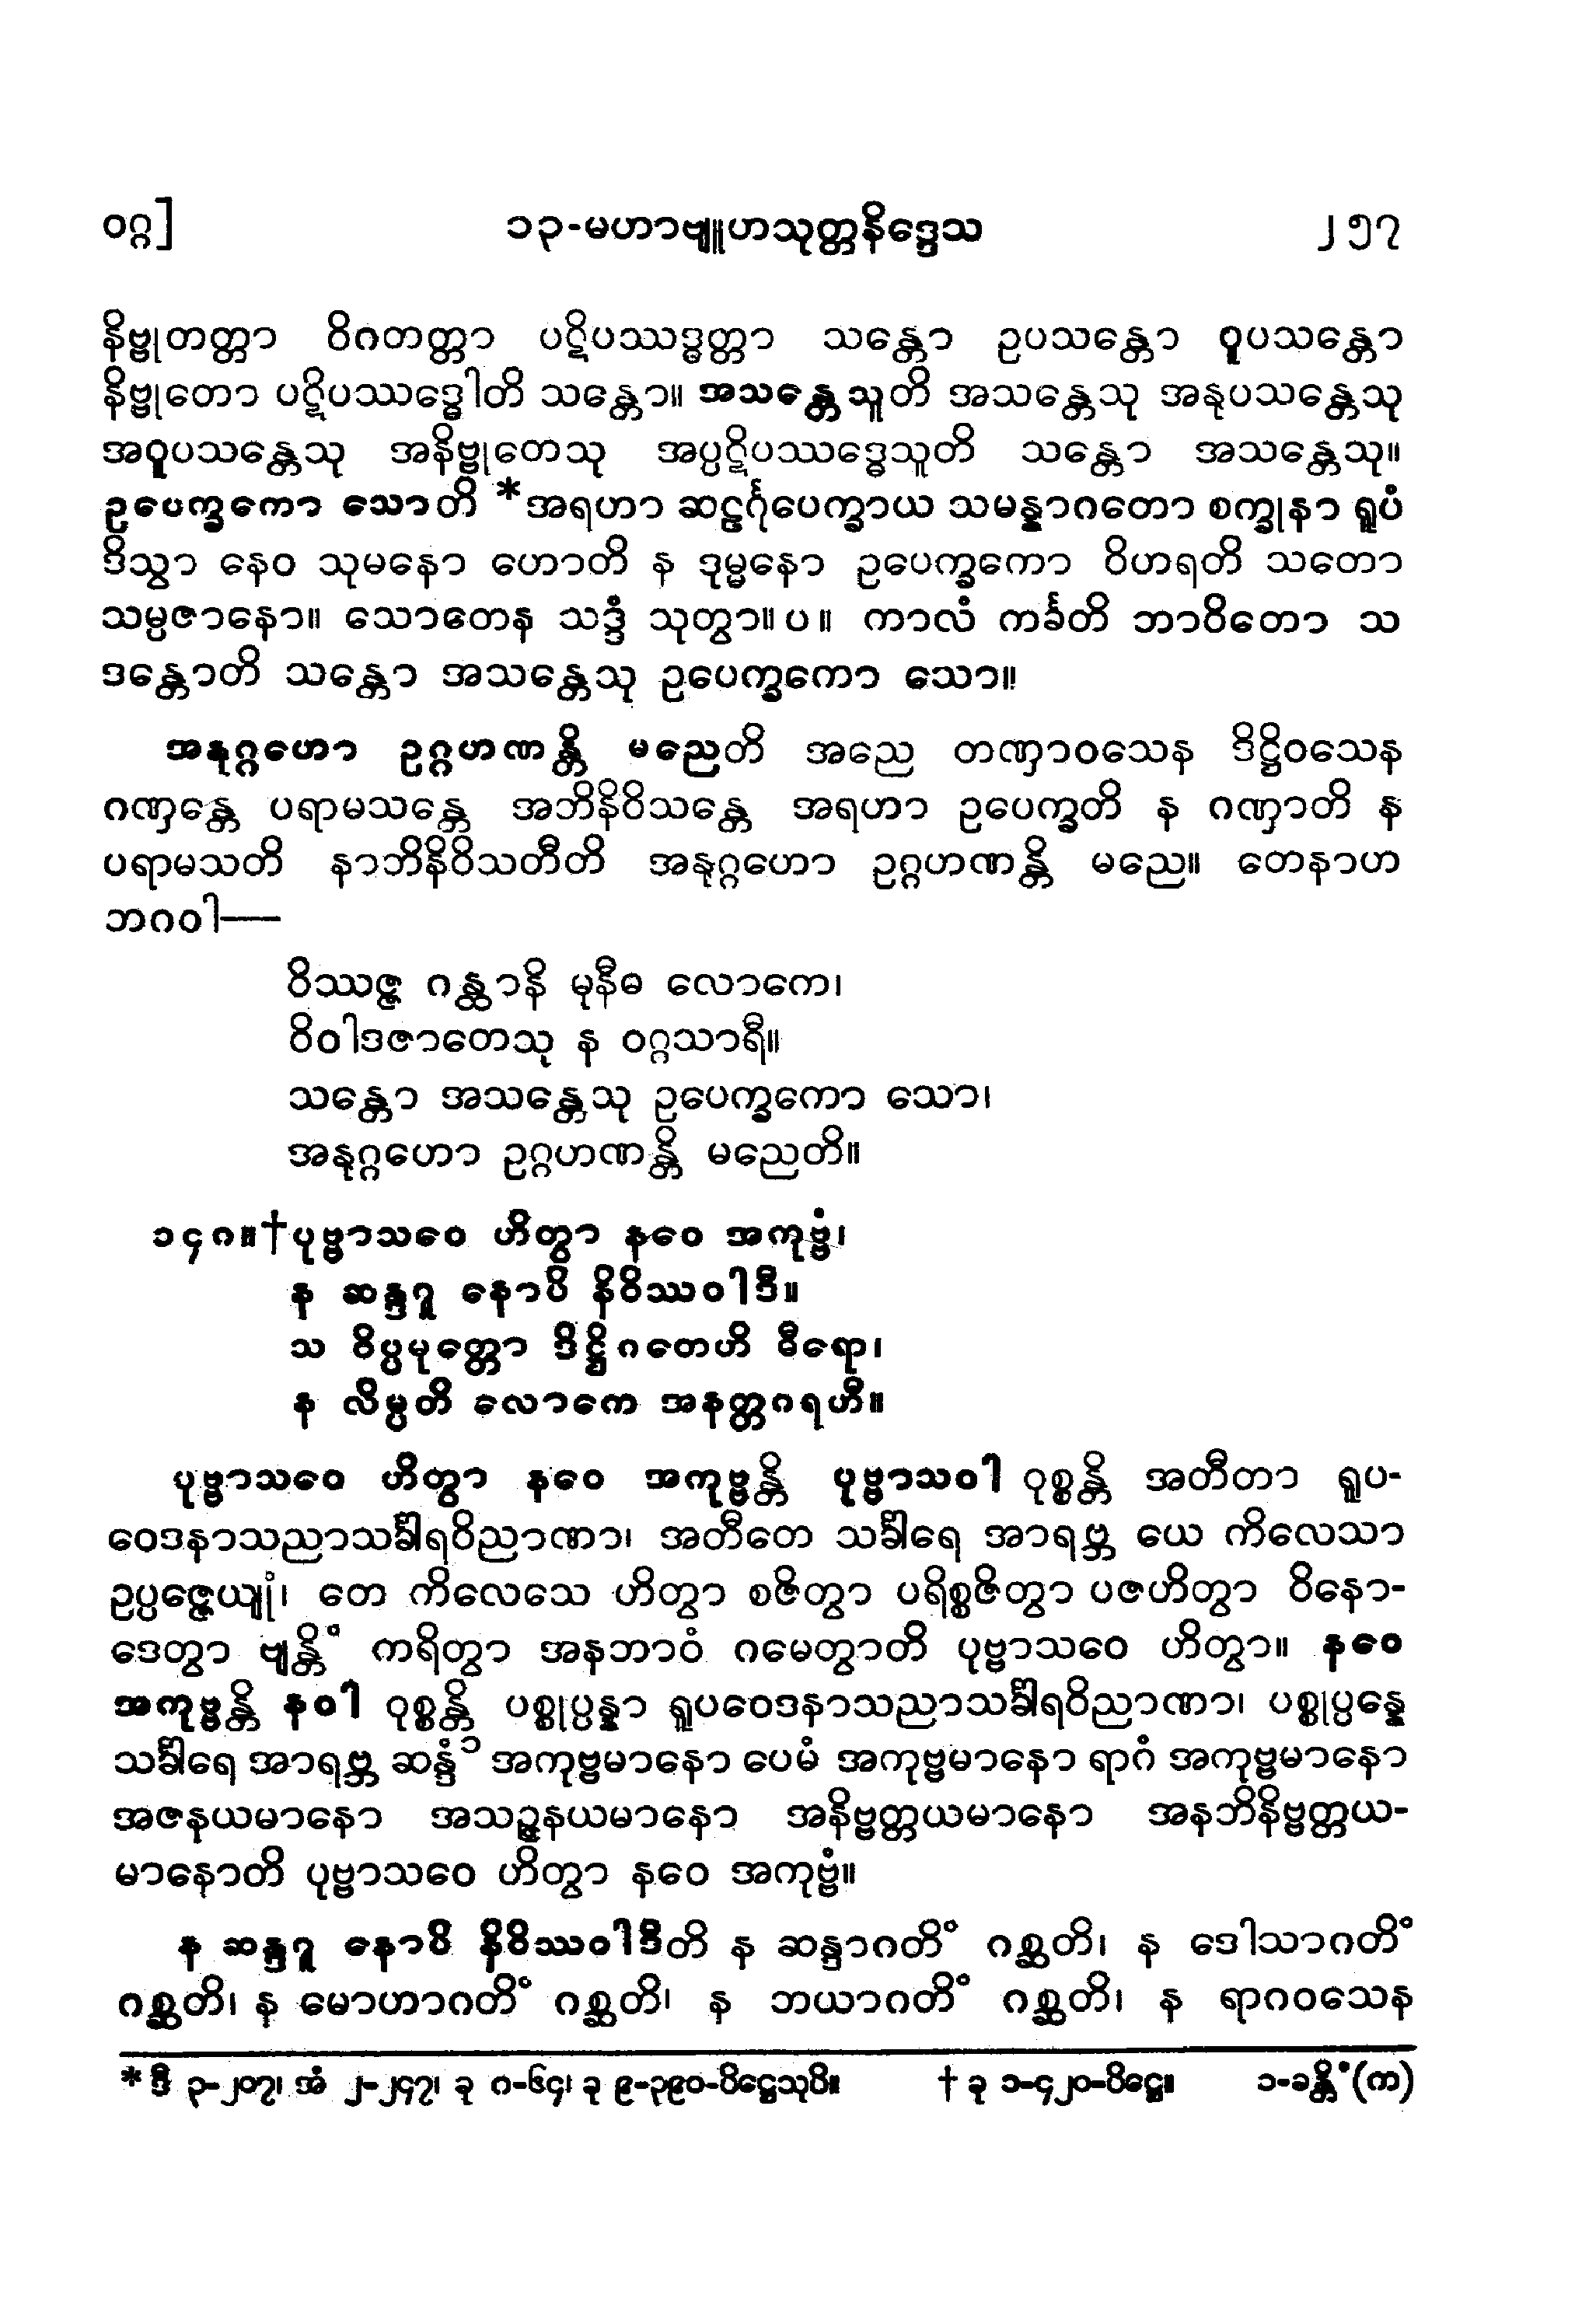 ဝဂ္ဂ] ၁၃-မဟာဗျူဟသုတ္တနိဒ္ဒေသ ၂၅၇
နိဗ္ဗုတတ္တာ ဝိဂတတ္တာ ပဋိပဿဒ္ဓတ္တာ သန္တော ဥပသန္တော ဝူပသန္တော
နိဗ္ဗုတော ပဋိပဿဒ္ဓေါတိ သန္တော။ အသန္တေသူတိ အသန္တေသု အနုပသန္တေသု
အဝူပသန္တေသု အနိဗ္ဗုတေသု အပ္ပဋိပဿဒ္ဓေသူတိ သန္တော အသန္တေသု။
ဥပေက္ခကော သောတိ *အရဟာ ဆဠင်္ဂုပေက္ခာယ သမန္နာဂတော စက္ခုနာ ရူပံ
ဒိသွာ နေဝ သုမနော ဟောတိ န ဒုမ္မနော ဥပေက္ခကော ဝိဟရတိ သတော
သမ္ပဇာနော။ သောတေန သဒ္ဒံ သုတွာ။ပ။ ကာလံ ကင်္ခတိ ဘာဝိတော သ
ဒန္တောတိ သန္တော အသန္တေသု ဥပေက္ခကော သော။
အနုဂ္ဂဟော ဥဂ္ဂဟဏန္တိ မညေတိ အညေ တဏှာဝသေန ဒိဋ္ဌိဝသေန
ဂဏှန္တေ ပရာမသန္တေ အဘိနိဝိသန္တေ အရဟာ ဥပေက္ခတိ န ဂဏှာတိ န
ပရာမသတိ နာဘိနိဝိသတီတိ အနုဂ္ဂဟော ဥဂ္ဂဟဏန္တိ မညေ။ တေနာဟ
ဘဂဝါ—
ဝိဿဇ္ဇ ဂန္ထာနိ မုနီဓ လောကေ၊
ဝိဝါဒဇာတေသု န ဝဂ္ဂသာရီ။
သန္တော အသန္တေသု ဥပေက္ခကော သော၊
အနုဂ္ဂဟော ဥဂ္ဂဟဏန္တိ မညေတိ။
၁၄၈။†ပုဗ္ဗာသဝေ ဟိတွာ နဝေ အကုဗ္ဗံ၊
န ဆန္ဒဂူ နောပိ နိဝိဿဝါဒီ။
သ ဝိပ္ပမုတ္တော ဒိဋ္ဌိဂတေဟိ ဓီရော၊
န လိမ္ပတိ လောကေ အနတ္တဂရဟီ။
ပုဗ္ဗာသဝေ ဟိတွာ နဝေ အကုဗ္ဗန္တိ ပုဗ္ဗာသဝါ ဝုစ္စန္တိ အတီတာ ရူပ-
ဝေဒနာသညာသင်္ခါရဝိညာဏာ၊ အတီတေ သင်္ခါရေ အာရဗ္ဘ ယေ ကိလေသာ
ဥပ္ပဇ္ဇေယျုံ၊ တေ ကိလေသေ ဟိတွာ စဇိတွာ ပရိစ္စဇိတွာ ပဇဟိတွာ ဝိနော-
ဒေတွာ ဗျန္တိံ ကရိတွာ အနဘာဝံ ဂမေတွာတိ ပုဗ္ဗာသဝေ ဟိတွာ။ နဝေ
အကုဗ္ဗန္တိ နဝါ ဝုစ္စန္တိ ပစ္စုပ္ပန္နာ ရူပဝေဒနာသညာသင်္ခါရဝိညာဏာ၊ ပစ္စုပ္ပန္နေ
သင်္ခါရေ အာရဗ္ဘ ဆန္ဒံ၁ အကုဗ္ဗမာနော ပေမံ အကုဗ္ဗမာနော ရာဂံ အကုဗ္ဗမာနော
အဇနယမာနော အသဉ္ဇနယမာနော အနိဗ္ဗတ္တယမာနော အနဘိနိဗ္ဗတ္တယ-
မာနောတိ ပုဗ္ဗာသဝေ ဟိတွာ နဝေ အကုဗ္ဗံ။
န ဆန္ဒဂူ နောပိ နိဝိဿဝါဒီတိ န ဆန္ဒာဂတိံ ဂစ္ဆတိ၊ န ဒေါသာဂတိံ
ဂစ္ဆတိ၊ န မောဟာဂတိံ ဂစ္ဆတိ၊ န ဘယာဂတိံ ဂစ္ဆတိ၊ န ရာဂဝသေန
* ဒီ ၃-၂၀၇၊ အံ ၂-၂၄၇၊ ခု ၈-၆၄၊ ခု ၉-၃၉၀-ပိဋ္ဌေသုပိ။ † ခု ၁-၄၂၀-ပိဋ္ဌေ။ ၁-ခန္တိံ (က)